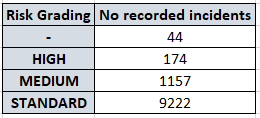 Risk Grading No recorded incidents
- 44
HIGH 174
MEDIUM 1157
STANDARD 9222